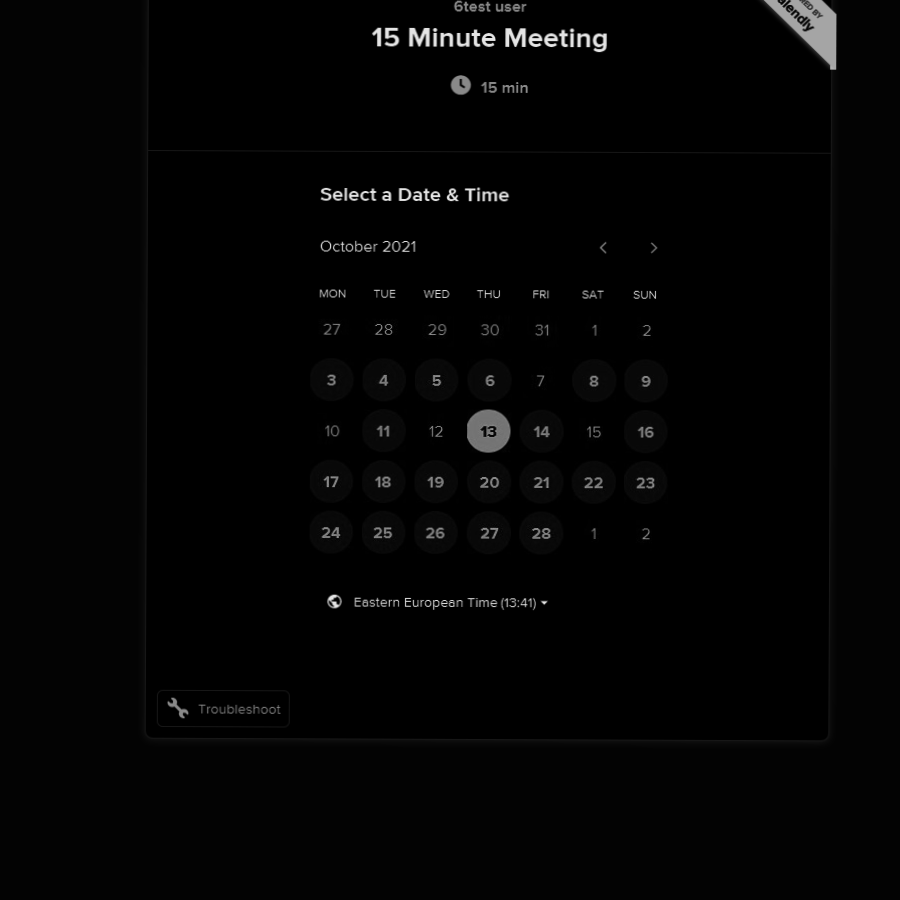 6test user
15 Minute Meeting
15 min
Select a Date & Time
October 2021
MON TUE WED THU FRI SAT SUN
27 28 29 30 31 1 2
3 4 5 6 7 8 9
10 11 12 13 14 15 16
17 18 19 20 21 22 23
24 25 26 27 28 1 2
Eastern European Time (13:41)
Troubleshoot